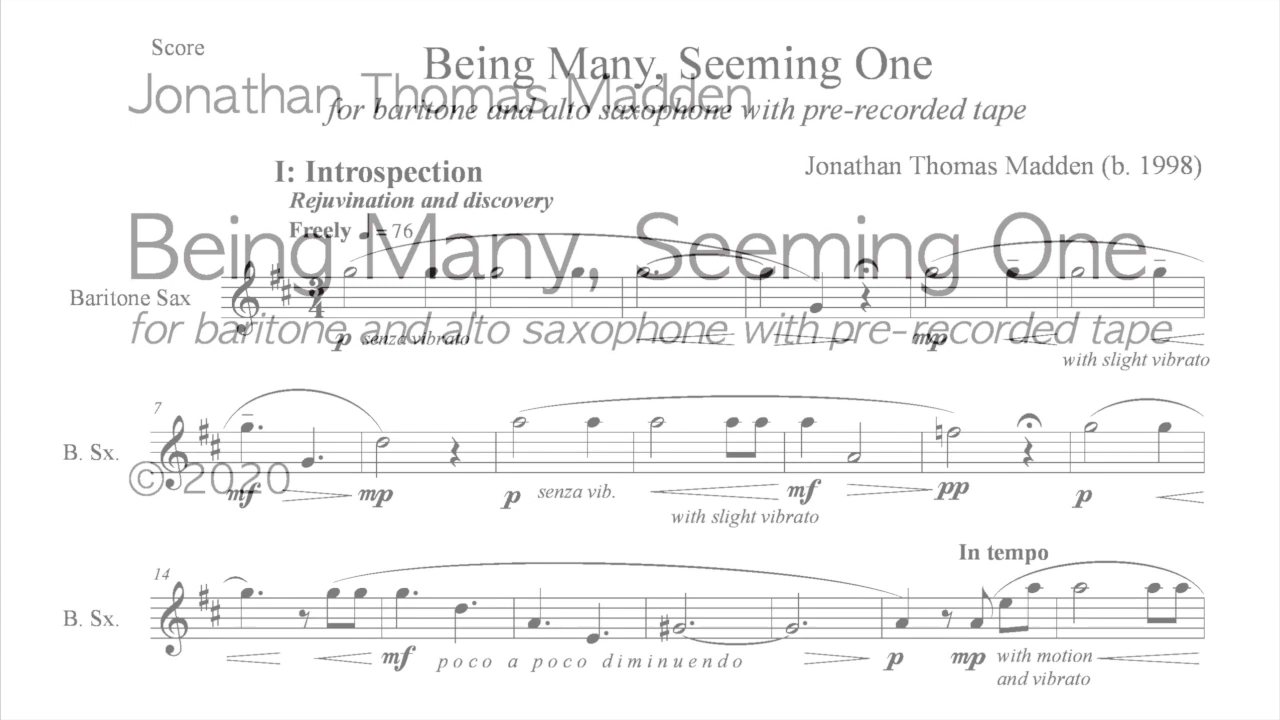 Score
Being Many, Seeming One
Jonathan Thomas Madden
for baritone and alto saxophone with pre-recorded tape
Jonathan Thomas Madden (b. 1998)
I: Introspection
Rejuvination and discovery
Freely ♩ = 76
Being Many, Seeming One
Baritone Sax
3
4
for baritone and alto saxophone with pre-recorded tape
p senza vibrato mp
with slight vibrato
7
B. Sx.
© 2020
mf mp p senza vib. mf pp p
with slight vibrato
In tempo
14
B. Sx.
mf poco a poco diminuendo p mp with motion
and vibrato